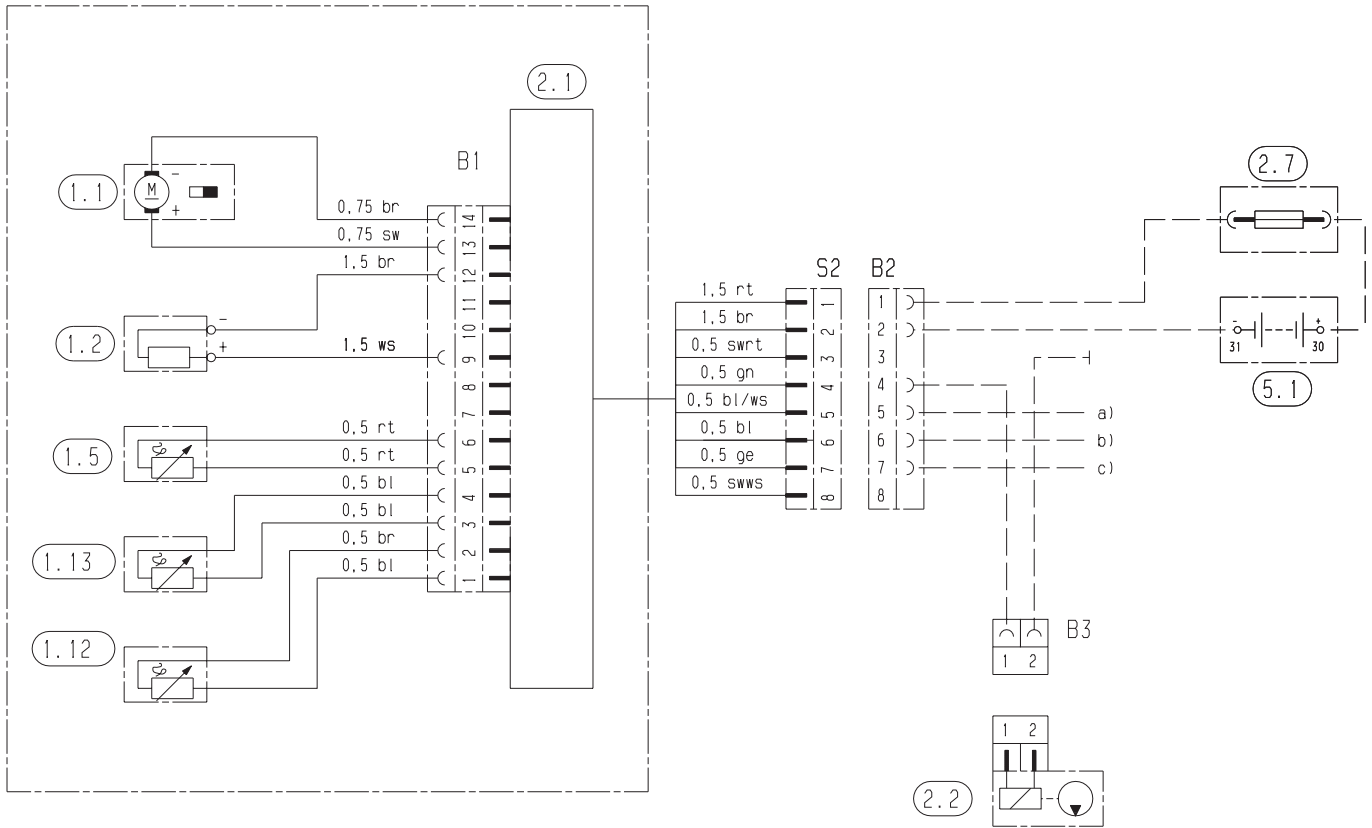 2.1
B1
1.1
M
-
+
0,75 br
0,75 sw
1,5 br
14
13
12
11
10
9
8
7
6
5
4
3
2
1
1.2
-
+
1,5 ws
1.5
0,5 rt
0,5 rt
0,5 bl
0,5 bl
0,5 br
0,5 bl
1.13
1.12
S2
B2
1,5 rt
1,5 br
0,5 swrt
0,5 gn
0,5 bl/ws
0,5 bl
0,5 ge
0,5 swws
1
2
3
4
5
6
7
8
1
2
3
4
5
6
7
8
a)
b)
c)
2.7
- +
31 30
5.1
B3
1 2
1 2
2.2